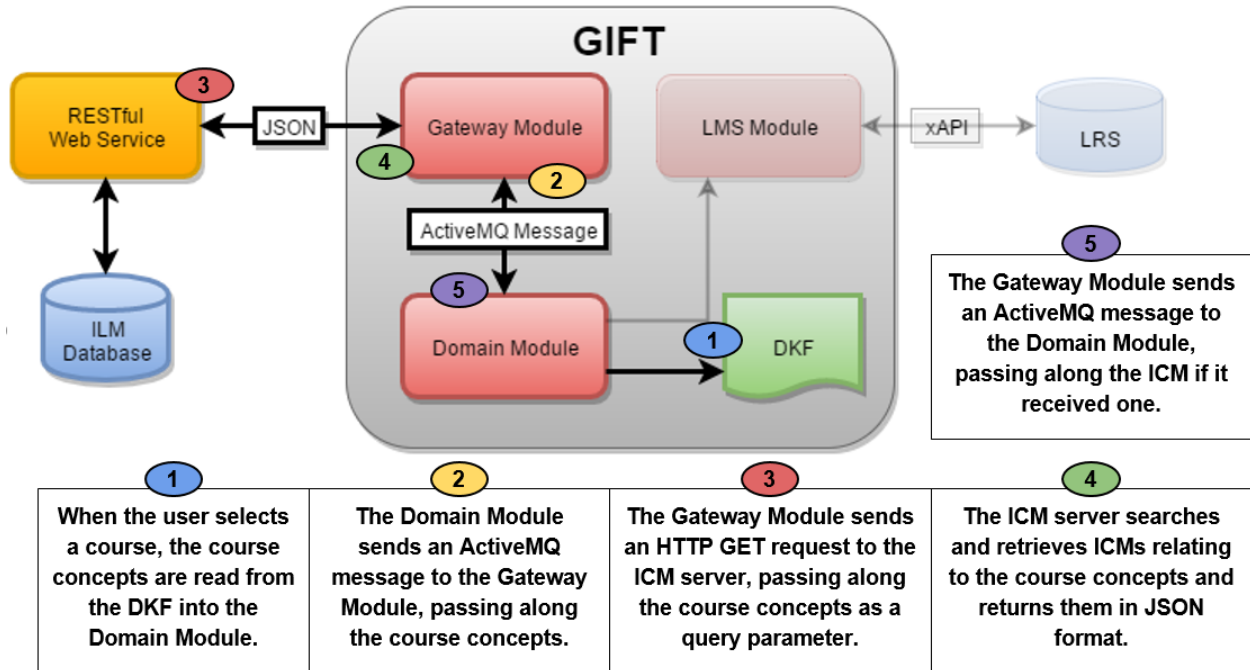 GIFT
3
RESTful
Web Service
JSON
Gateway Module
LMS Module
xAPI
LRS
4
2
ActiveMQ Message
5
ILM
Database
Domain Module
1
DKF
5
The Gateway Module sends
an ActiveMQ message to
the Domain Module,
passing along the ICM if it
received one.
1
When the user selects
a course, the course
concepts are read from
the DKF into the
Domain Module.
2
The Domain Module
sends an ActiveMQ
message to the Gateway
Module, passing along
the course concepts.
3
The Gateway Module sends
an HTTP GET request to the
ICM server, passing along
the course concepts as a
query parameter.
4
The ICM server searches
and retrieves ICMs relating
to the course concepts and
returns them in JSON
format.